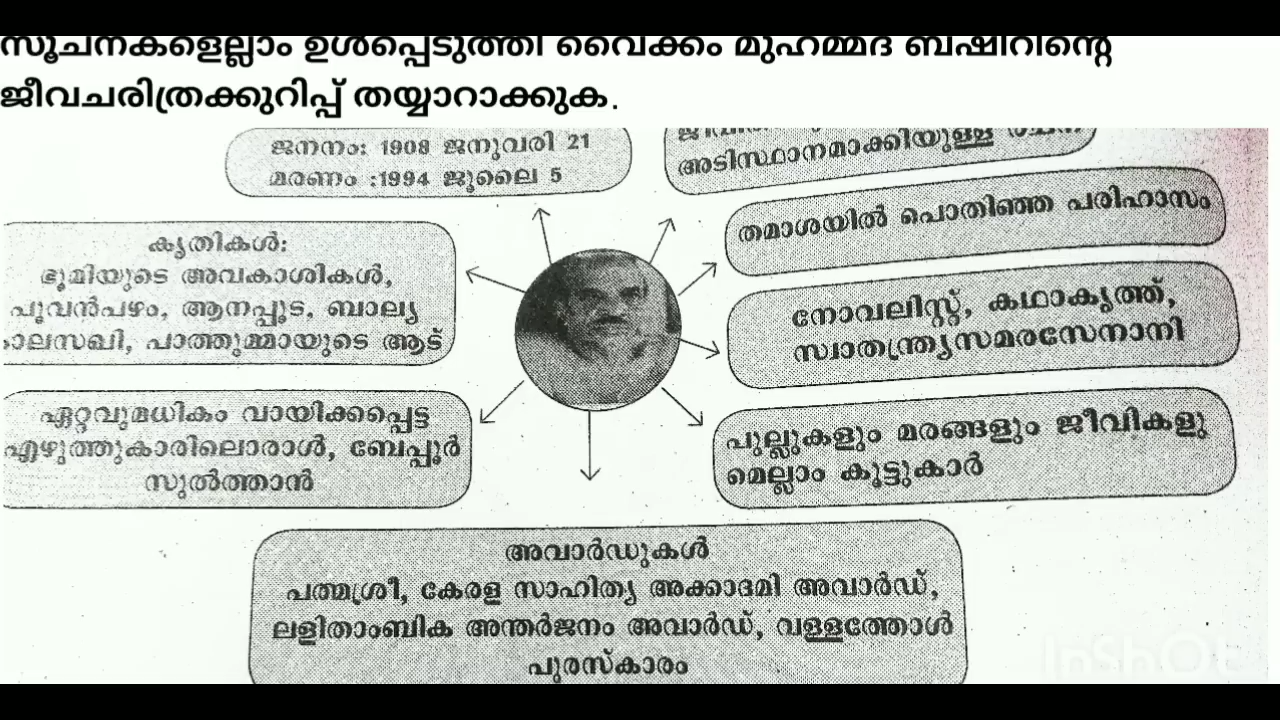 സൂചനകളെല്ലാം ഉൾപ്പെടുത്തി വൈക്കം മുഹമ്മദ് ബഷീറിന്റെ
ജീവചരിത്രക്കുറിപ്പ് തയ്യാറാക്കുക.
ജനനം: 1908 ജനുവരി 21
മരണം :1994 ജൂലൈ 5
അടിസ്ഥാനമാക്കിയുള്ള രചന
തമാശയിൽ പൊതിഞ്ഞ പരിഹാസം
കൃതികൾ:
ഭൂമിയുടെ അവകാശികൾ,
പൂവൻപഴം, ആനപ്പൂട, ബാല്യ
കാലസഖി, പാത്തുമ്മായുടെ ആട്
നോവലിസ്റ്റ്, കഥാകൃത്ത്,
സ്വാതന്ത്ര്യസമരസേനാനി
ഏറ്റവുമധികം വായിക്കപ്പെട്ട
എഴുത്തുകാരിലൊരാൾ, ബേപ്പൂർ
സുൽത്താൻ
പുല്ലുകളും മരങ്ങളും ജീവികളു
മെല്ലാം കൂട്ടുകാർ
അവാർഡുകൾ
പത്മശ്രീ, കേരള സാഹിത്യ അക്കാദമി അവാർഡ്,
ലളിതാംബിക അന്തർജനം അവാർഡ്, വള്ളത്തോൾ
പുരസ്കാരം
InShOt